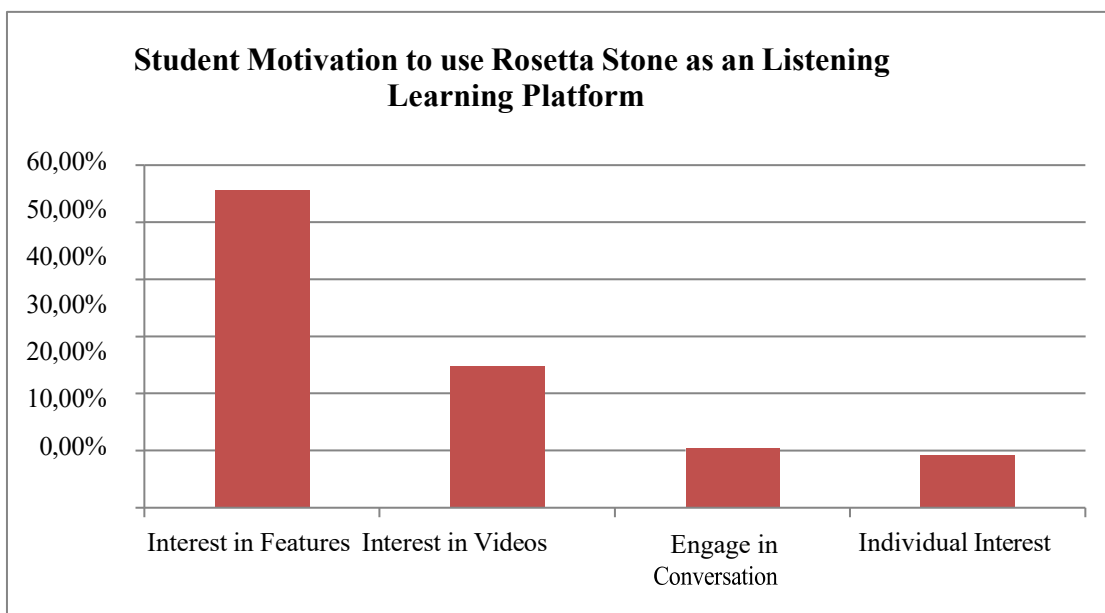 Student Motivation to use Rosetta Stone as an Listening
Learning Platform
60,00%
50,00%
40,00%
30,00%
20,00%
10,00%
0,00%
Interest in Features
Interest in Videos
Engage in
Conversation
Individual Interest